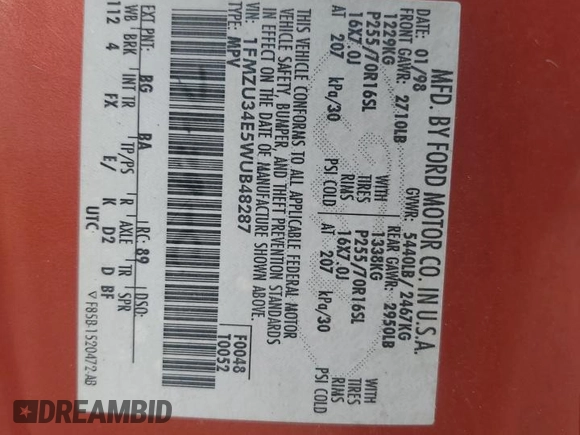 MFD. BY FORD MOTOR CO. IN U.S.A.
DATE: 01/98
GVWR: 5440LB/ 2467KG
FRONT GAWR: 2710LB
REAR GAWR: 2950LB
1229KG WITH
1338KG WITH
P255/70R16SL TIRES
P255/70R16SL TIRES
16X7.0J RIMS
16X7.0J RIMS
AT 207 kPa/30 PSI COLD
AT 207 kPa/30 PSI COLD
THIS VEHICLE CONFORMS TO ALL APPLICABLE FEDERAL MOTOR
VEHICLE SAFETY, BUMPER, AND THEFT PREVENTION STANDARDS
IN EFFECT ON THE DATE OF MANUFACTURE SHOWN ABOVE.
VIN: 1FMZU34E5WUB48287
TYPE: MPV
F0048
T0052
EXT PNT: BG BA RC: 89 DSO:
WB BRK INT TR TP/PS R AXLE TR SPR
112 4 FX E/ K D2 D BF
UTC
▽ F85B-1520472-AB
DREAMBID